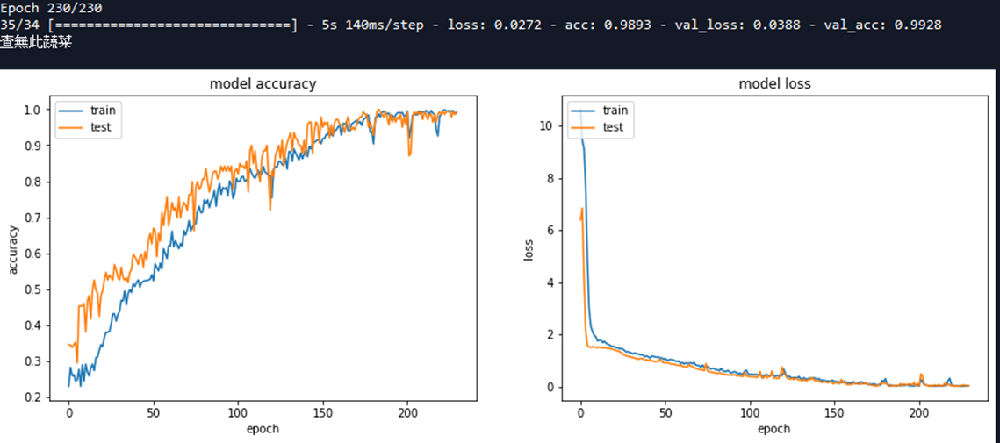 Epoch 230/230
35/34 [==============================] - 5s 140ms/step - loss: 0.0272 - acc: 0.9893 - val_loss: 0.0388 - val_acc: 0.9928
查無此蔬菜
model accuracy
train
test
1.0
0.9
0.8
0.7
0.6
0.5
0.4
0.3
0.2
accuracy
0
50
100
150
200
epoch
model loss
train
test
10
8
6
4
2
0
loss
0
50
100
150
200
epoch